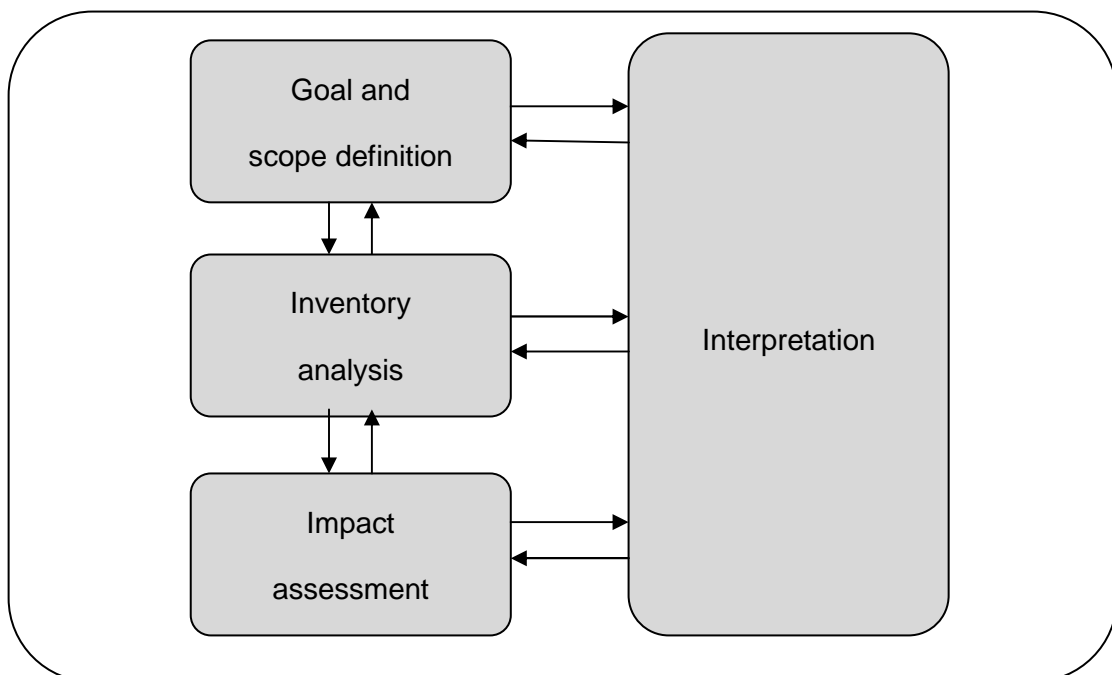 Goal and
scope definition
Inventory
analysis
Interpretation
Impact
assessment